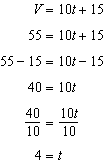 V = 10t + 15
55 = 10t + 15
55 − 15 = 10t − 15
40 = 10t
40/10 = 10t/10
4 = t